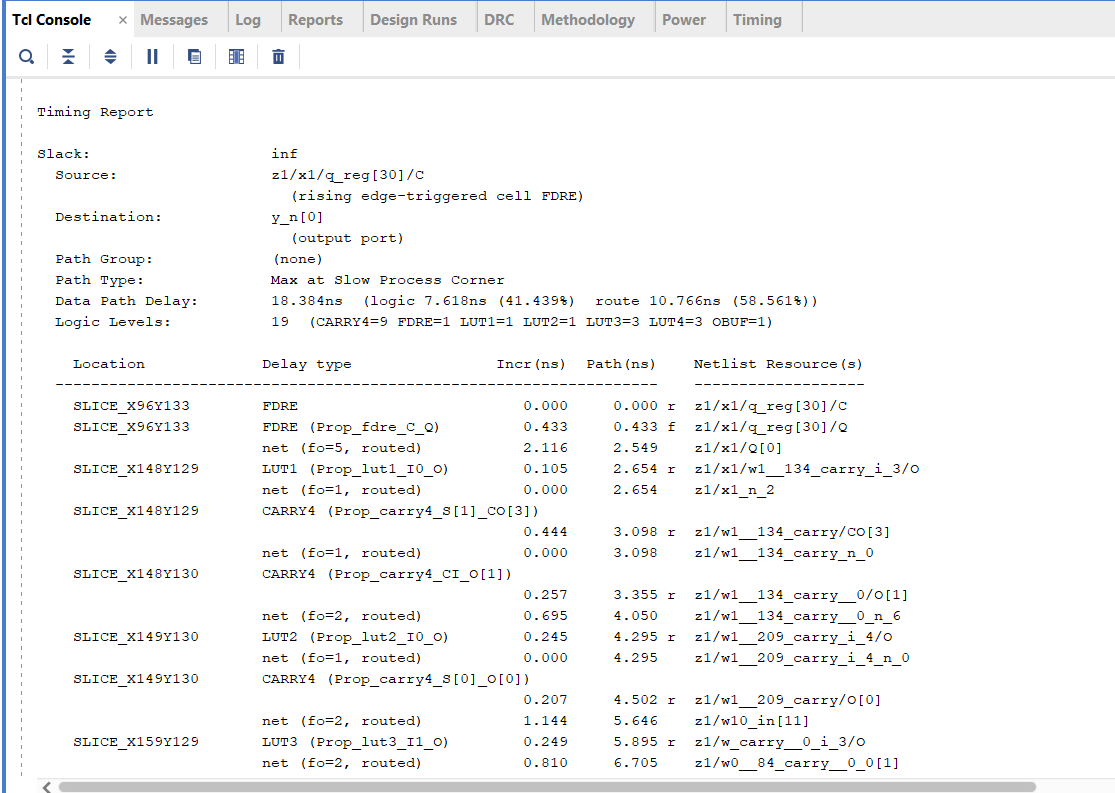 Tcl Console × Messages Log Reports Design Runs DRC Methodology Power Timing
Timing Report
Slack: inf
Source: z1/x1/q_reg[30]/C
(rising edge-triggered cell FDRE)
Destination: y_n[0]
(output port)
Path Group: (none)
Path Type: Max at Slow Process Corner
Data Path Delay: 18.384ns (logic 7.618ns (41.439%) route 10.766ns (58.561%))
Logic Levels: 19 (CARRY4=9 FDRE=1 LUT1=1 LUT2=1 LUT3=3 LUT4=3 OBUF=1)
Location Delay type Incr(ns) Path(ns) Netlist Resource(s)
------------------------------------------------------------------- -------------------
SLICE_X96Y133 FDRE 0.000 0.000 r z1/x1/q_reg[30]/C
SLICE_X96Y133 FDRE (Prop_fdre_C_Q) 0.433 0.433 f z1/x1/q_reg[30]/Q
net (fo=5, routed) 2.116 2.549 z1/x1/Q[0]
SLICE_X148Y129 LUT1 (Prop_lut1_I0_O) 0.105 2.654 r z1/x1/w1__134_carry_i_3/O
net (fo=1, routed) 0.000 2.654 z1/x1_n_2
SLICE_X148Y129 CARRY4 (Prop_carry4_S[1]_CO[3])
0.444 3.098 r z1/w1__134_carry/CO[3]
net (fo=1, routed) 0.000 3.098 z1/w1__134_carry_n_0
SLICE_X148Y130 CARRY4 (Prop_carry4_CI_O[1])
0.257 3.355 r z1/w1__134_carry__0/O[1]
net (fo=2, routed) 0.695 4.050 z1/w1__134_carry__0_n_6
SLICE_X149Y130 LUT2 (Prop_lut2_I0_O) 0.245 4.295 r z1/w1__209_carry_i_4/O
net (fo=1, routed) 0.000 4.295 z1/w1__209_carry_i_4_n_0
SLICE_X149Y130 CARRY4 (Prop_carry4_S[0]_O[0])
0.207 4.502 r z1/w1__209_carry/O[0]
net (fo=2, routed) 1.144 5.646 z1/w10_in[11]
SLICE_X159Y129 LUT3 (Prop_lut3_I1_O) 0.249 5.895 r z1/w_carry__0_i_3/O
net (fo=2, routed) 0.810 6.705 z1/w0__84_carry__0_0[1]